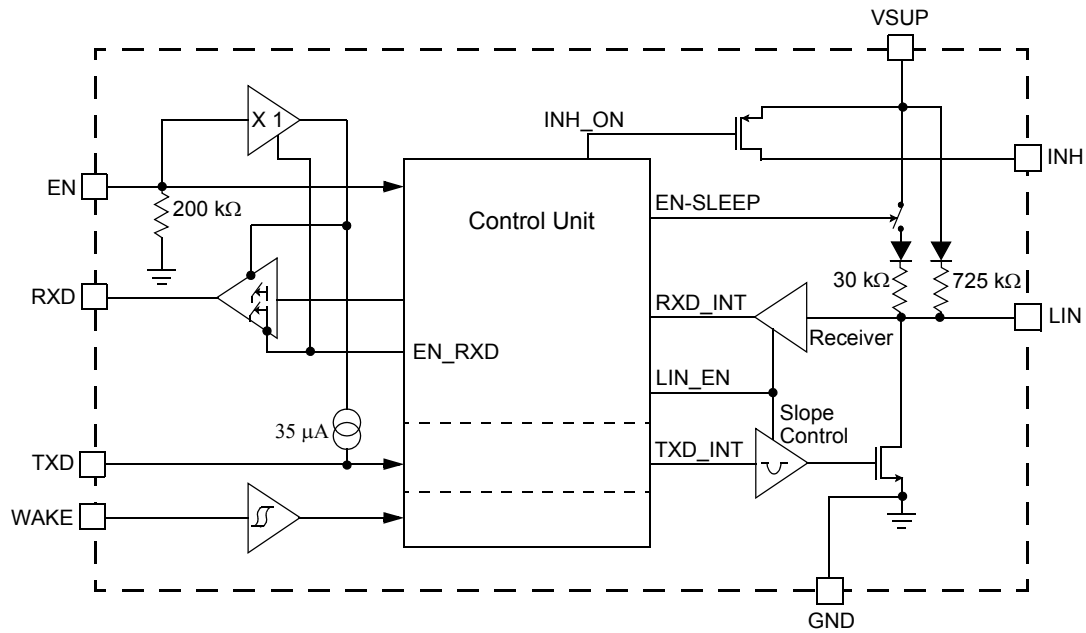 VSUP
X 1
INH_ON
INH
EN
200 kΩ
EN-SLEEP
Control Unit
30 kΩ
725 kΩ
RXD
RXD_INT
LIN
Receiver
EN_RXD
LIN_EN
35 µA
Slope
Control
TXD
TXD_INT
WAKE
GND